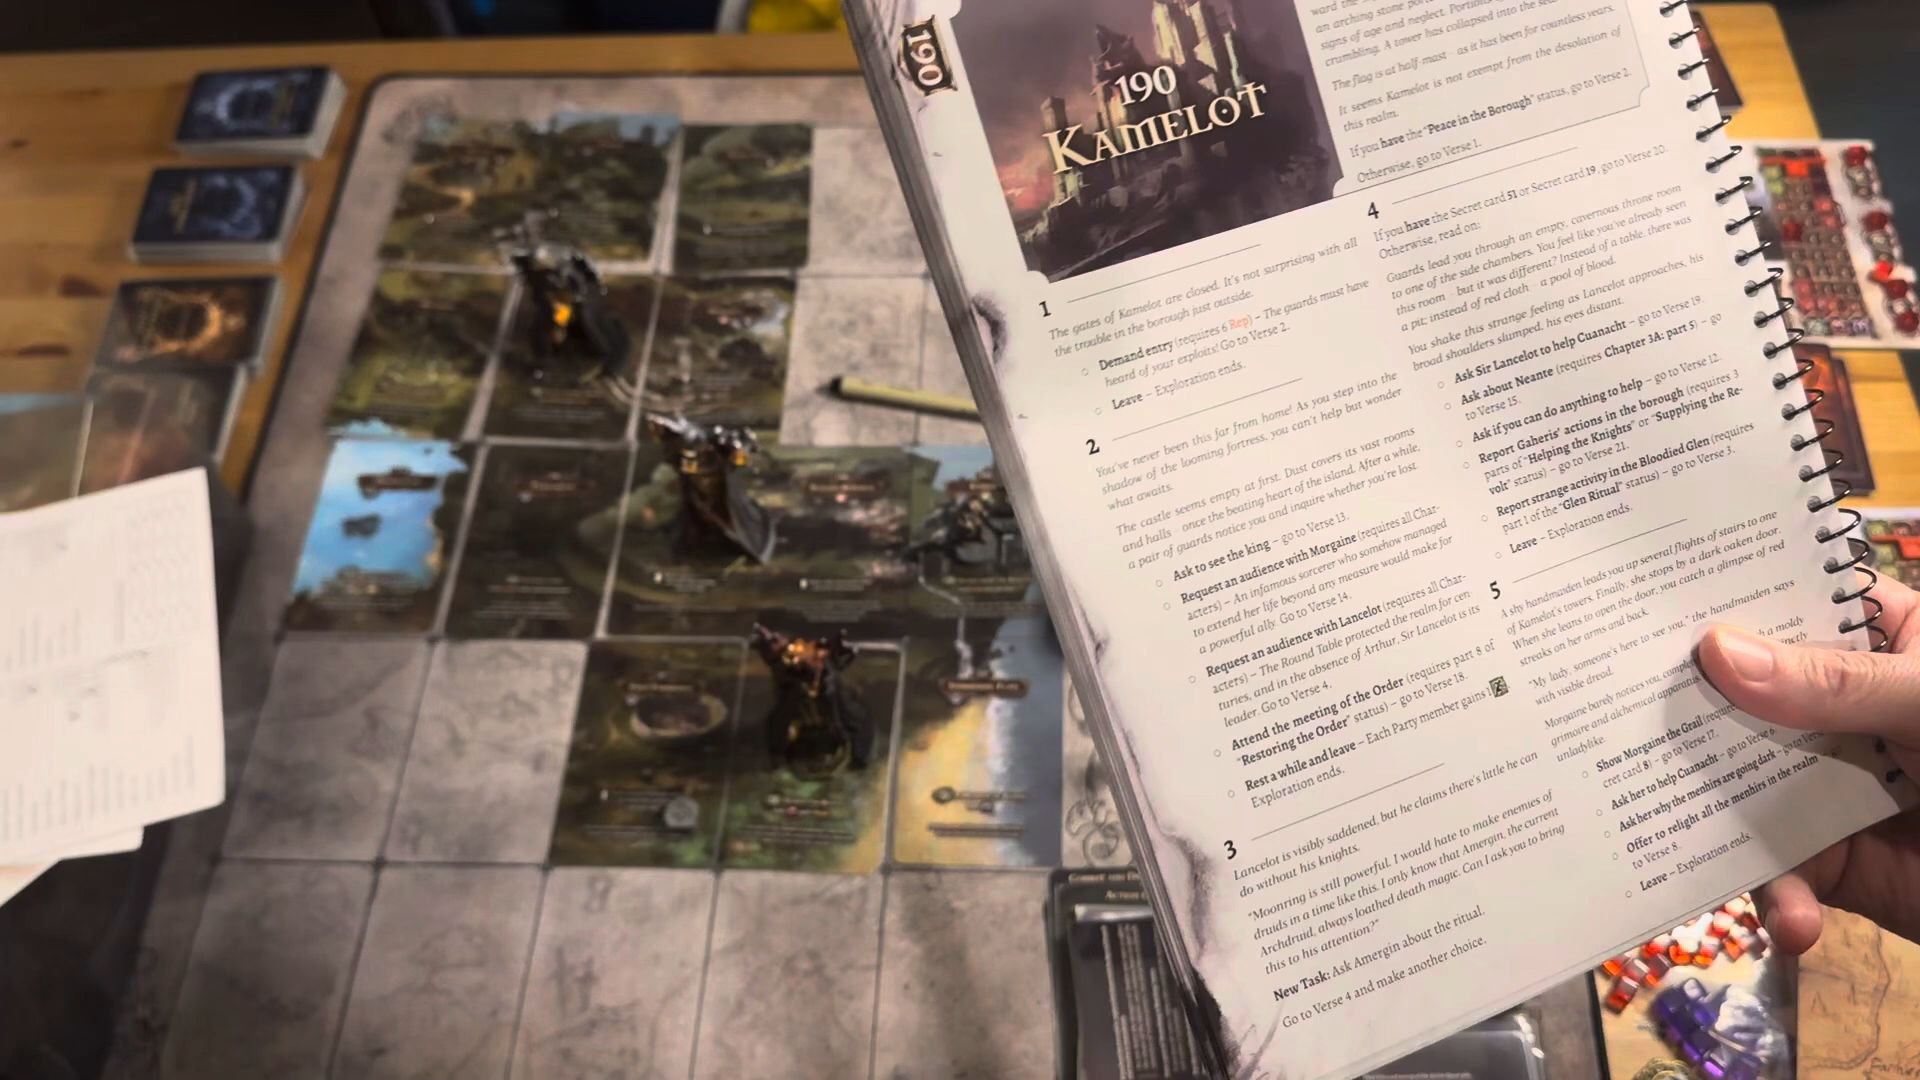 190
190
KAMELOT
ward the
an arching stone
signs of age and neglect. Portions
crumbling. A tower has collapsed into the
The flag is at half-mast - as it has been for countless years.
It seems Kamelot is not exempt from the desolation of
this realm.
If you have the "Peace in the Borough" status, go to Verse 2.
Otherwise, go to Verse 1.
1
The gates of Kamelot are closed. It's not surprising with all
the trouble in the borough just outside.
Demand entry (requires 6 Rep) – The guards must have
heard of your exploits! Go to Verse 2.
Leave – Exploration ends.
2
You've never been this far from home! As you step into the
shadow of the looming fortress, you can't help but wonder
what awaits.
The castle seems empty at first. Dust covers its vast rooms
and halls - once the beating heart of the island. After a while,
a pair of guards notice you and inquire whether you're lost.
Ask to see the king – go to Verse 13.
Request an audience with Morgaine (requires all Char-
acters) – An infamous sorcerer who somehow managed
to extend her life beyond any measure would make for
a powerful ally. Go to Verse 14.
Request an audience with Lancelot (requires all Char-
acters) – The Round Table protected the realm for cen
turies, and in the absence of Arthur, Sir Lancelot is its
leader. Go to Verse 4.
Attend the meeting of the Order (requires part 8 of
"Restoring the Order" status) – go to Verse 18.
Rest a while and leave – Each Party member gains 1
Exploration ends.
3
Lancelot is visibly saddened, but he claims there's little he can
do without his knights.
"Moonring is still powerful. I would hate to make enemies of
druids in a time like this. I only know that Amergin, the current
Archdruid, always loathed death magic. Can I ask you to bring
this to his attention?"
New Task: Ask Amergin about the ritual.
Go to Verse 4 and make another choice.
4
If you have the Secret card 51 or Secret card 19, go to Verse 20.
Otherwise, read on:
Guards lead you through an empty, cavernous throne room
to one of the side chambers. You feel like you've already seen
this room - but it was different? Instead of a table, there was
a pit; instead of red cloth - a pool of blood.
You shake this strange feeling as Lancelot approaches, his
broad shoulders slumped, his eyes distant.
Ask Sir Lancelot to help Cuanacht – go to Verse 19.
Ask about Neante (requires Chapter 3A: part 5) – go
to Verse 15.
Ask if you can do anything to help – go to Verse 12.
Report Gaheris' actions in the borough (requires 3
parts of "Helping the Knights" or "Supplying the Re-
volt" status) – go to Verse 21.
Report strange activity in the Bloodied Glen (requires
part 1 of the "Glen Ritual" status) – go to Verse 3.
Leave – Exploration ends.
5
A shy handmaiden leads you up several flights of stairs to one
of Kamelot's towers. Finally, she stops by a dark oaken door.
When she leans to open the door, you catch a glimpse of red
streaks on her arms and back.
"My lady, someone's here to see you," the handmaiden says
with visible dread.
Morgaine barely notices you, a moldy
grimoire and alchemical apparatus.
unladylike.
Show Morgaine the Grail
cret card 8) – go to Verse 17.
Ask her to help Cuanacht – go to Verse 6.
Ask her why the menhirs are going dark – go to Verse
Offer to relight all the menhirs in the realm
to Verse 8.
Leave – Exploration ends.